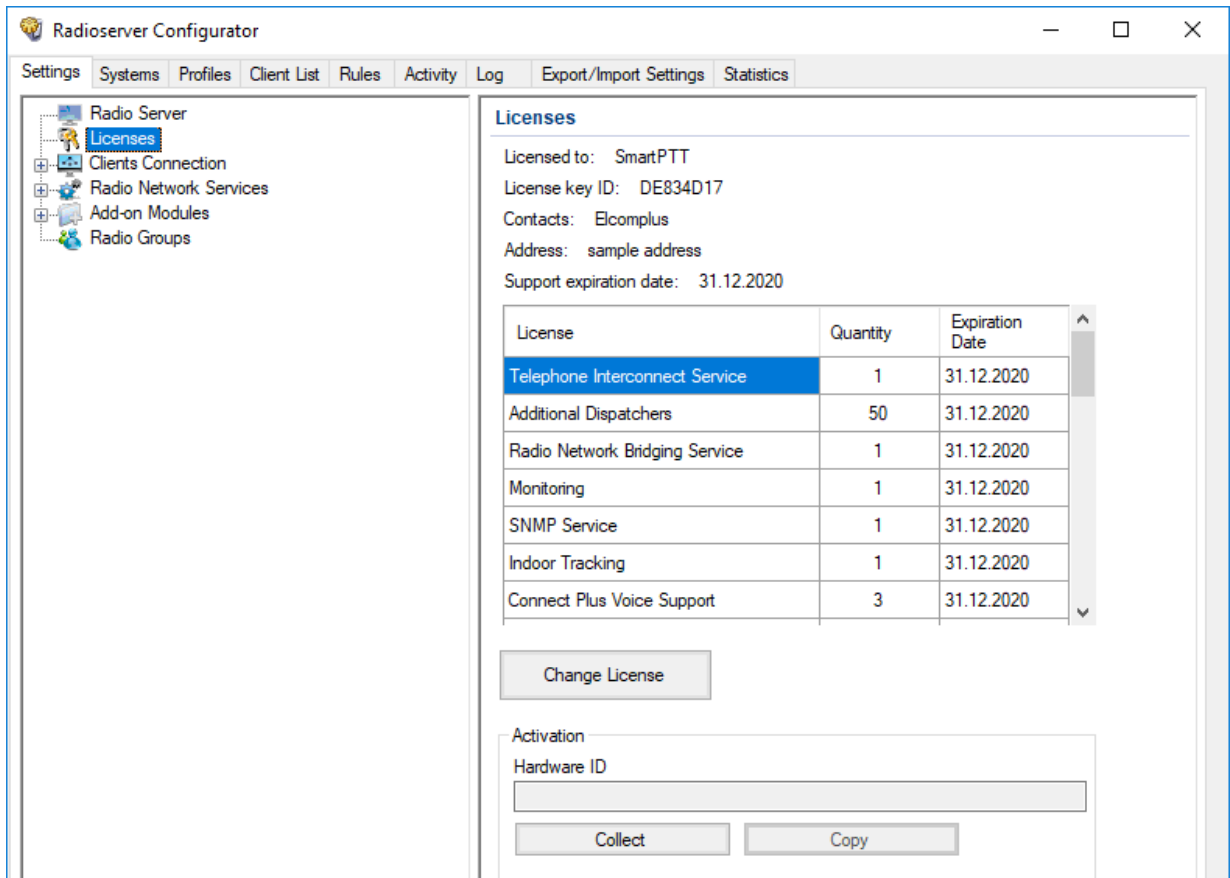 Radioserver Configurator
Settings Systems Profiles Client List Rules Activity Log Export/Import Settings Statistics
Radio Server
Licenses
Clients Connection
Radio Network Services
Add-on Modules
Radio Groups
Licenses
Licensed to: SmartPTT
License key ID: DE834D17
Contacts: Elcomplus
Address: sample address
Support expiration date: 31.12.2020
License Quantity Expiration Date
Telephone Interconnect Service 1 31.12.2020
Additional Dispatchers 50 31.12.2020
Radio Network Bridging Service 1 31.12.2020
Monitoring 1 31.12.2020
SNMP Service 1 31.12.2020
Indoor Tracking 1 31.12.2020
Connect Plus Voice Support 3 31.12.2020
Change License
Activation
Hardware ID
Collect Copy